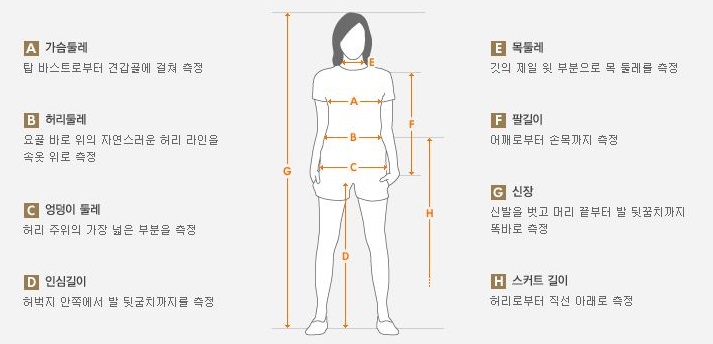 A 가슴둘레
탑 바스트로부터 견갑골에 걸쳐 측정
B 허리둘레
요골 바로 위의 자연스러운 허리 라인을
속옷 위로 측정
C 엉덩이 둘레
허리 주위의 가장 넓은 부분을 측정
D 인심길이
허벅지 안쪽에서 발 뒷굼치까지를 측정
E
A
B
C
D
F
G
H
E 목둘레
깃의 제일 윗 부분으로 목 둘레를 측정
F 팔길이
어깨로부터 손목까지 측정
G 신장
신발을 벗고 머리 끝부터 발 뒷꿈치까지
똑바로 측정
H 스커트 길이
허리로부터 직선 아래로 측정